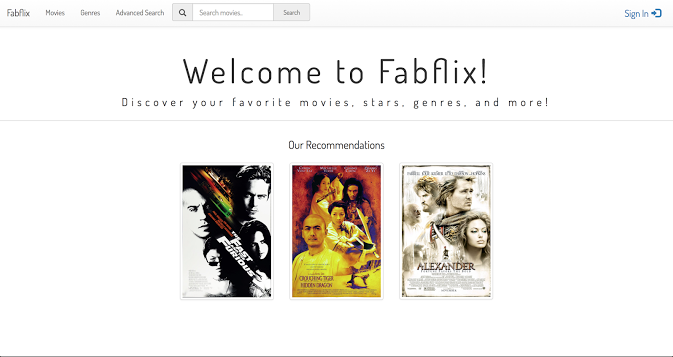 Fabflix Movies Genres Advanced Search Search movies.. Search Sign In
Welcome to Fabflix!
Discover your favorite movies, stars, genres, and more!
Our Recommendations
THE FAST AND THE FURIOUS
CROUCHING TIGER
HIDDEN DRAGON
ALEXANDER